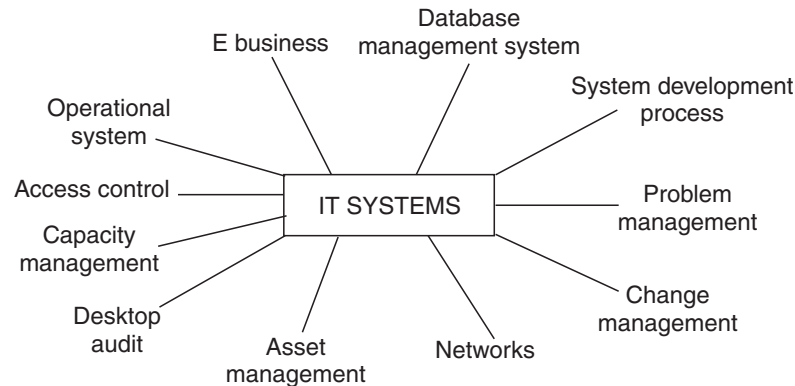 E business
Database
management system
System development
process
Operational
system
Access control
IT SYSTEMS
Problem
management
Capacity
management
Change
management
Desktop
audit
Asset
management
Networks